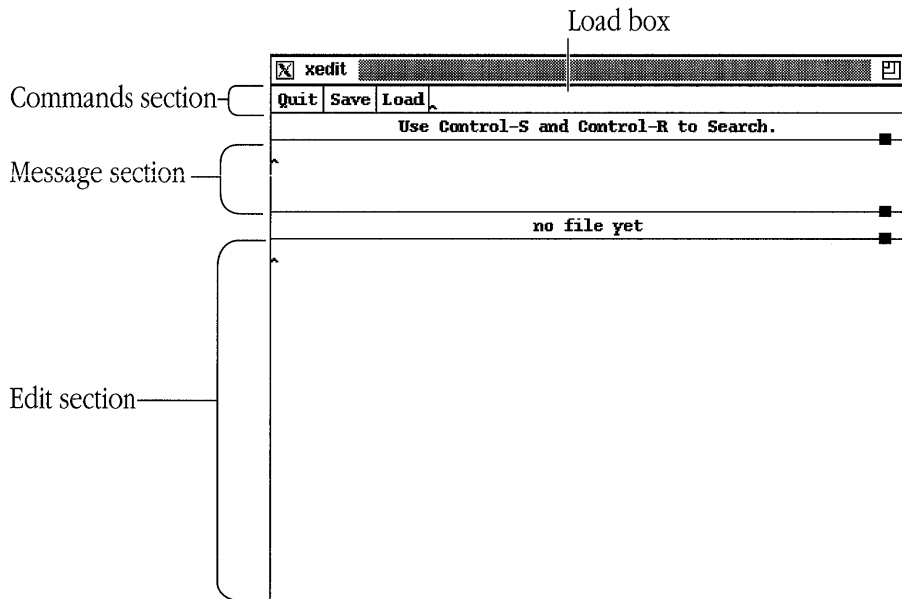 Load box
xedit
Commands section
Quit Save Load
Use Control-S and Control-R to Search.
Message section
no file yet
Edit section